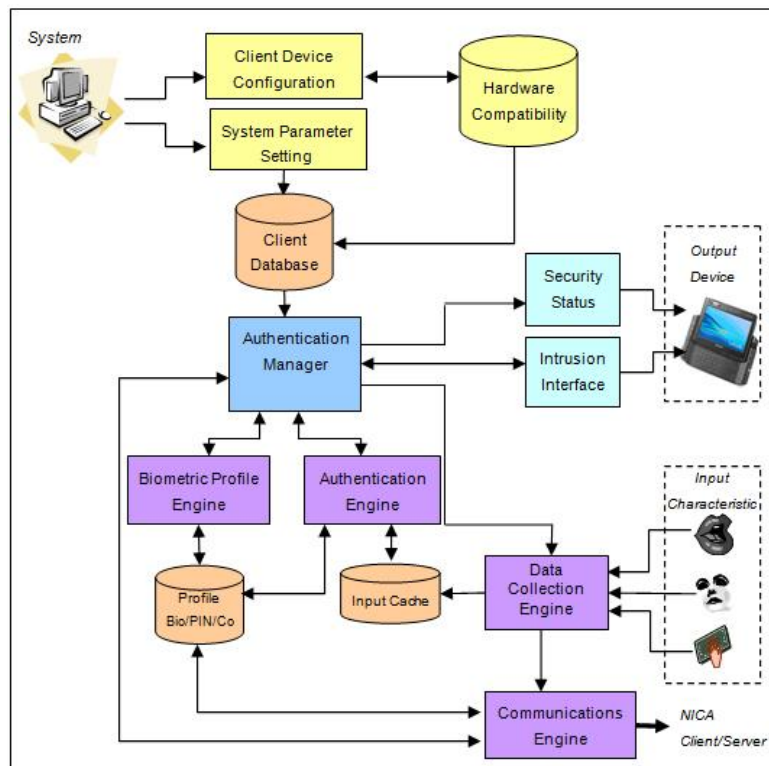 System
Client Device
Configuration
Hardware
Compatibility
System Parameter
Setting
Client
Database
Output
Device
Security
Status
Authentication
Manager
Intrusion
Interface
Biometric Profile
Engine
Authentication
Engine
Input
Characteristic
Data
Collection
Engine
Profile
Bio/PIN/Co
Input Cache
Communications
Engine
NICA
Client/Server